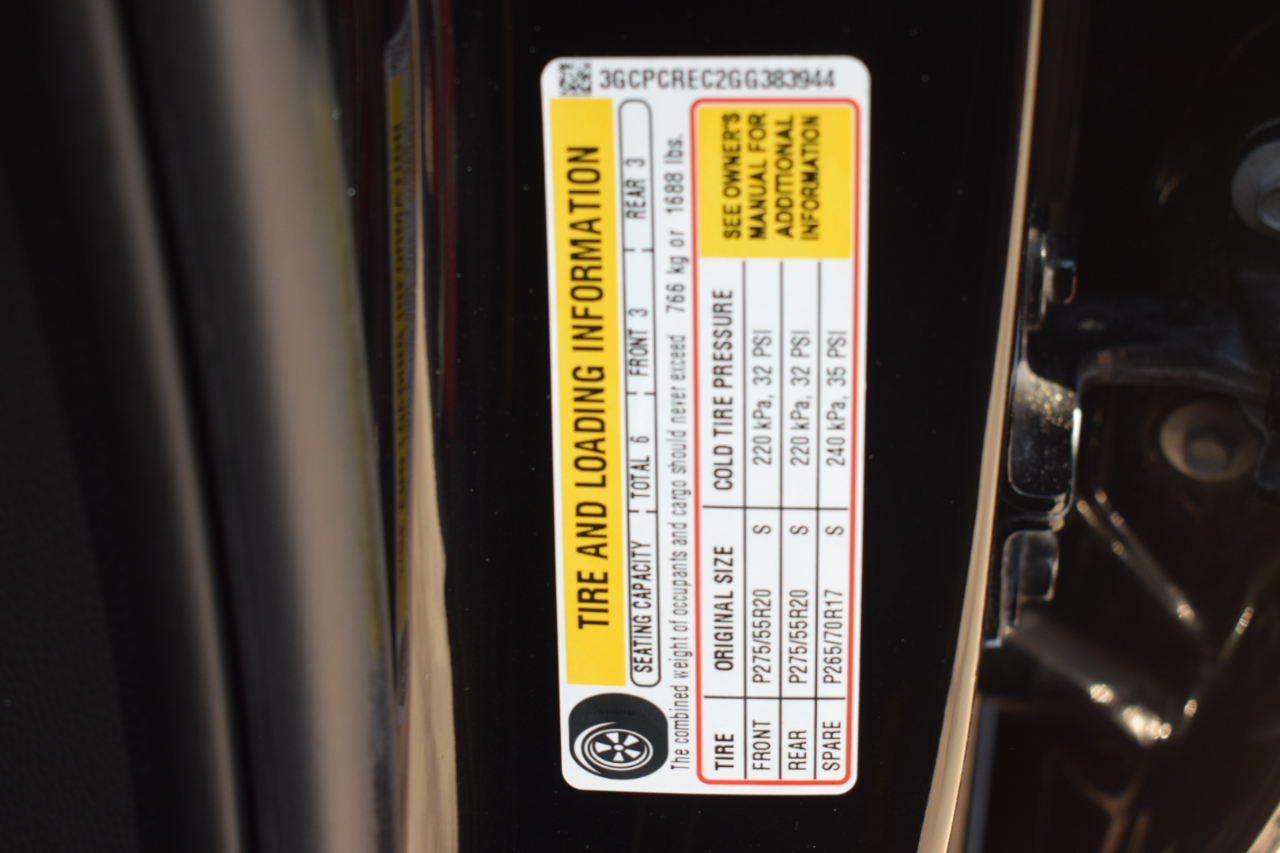 3GCPCREC2GG383944
TIRE AND LOADING INFORMATION
SEATING CAPACITY TOTAL 6 FRONT 3 REAR 3
The combined weight of occupants and cargo should never exceed 766 kg or 1688 lbs.
TIRE ORIGINAL SIZE COLD TIRE PRESSURE
FRONT P275/55R20 S 220 kPa, 32 PSI
REAR P275/55R20 S 220 kPa, 32 PSI
SPARE P265/70R17 S 240 kPa, 35 PSI
SEE OWNER'S
MANUAL FOR
ADDITIONAL
INFORMATION